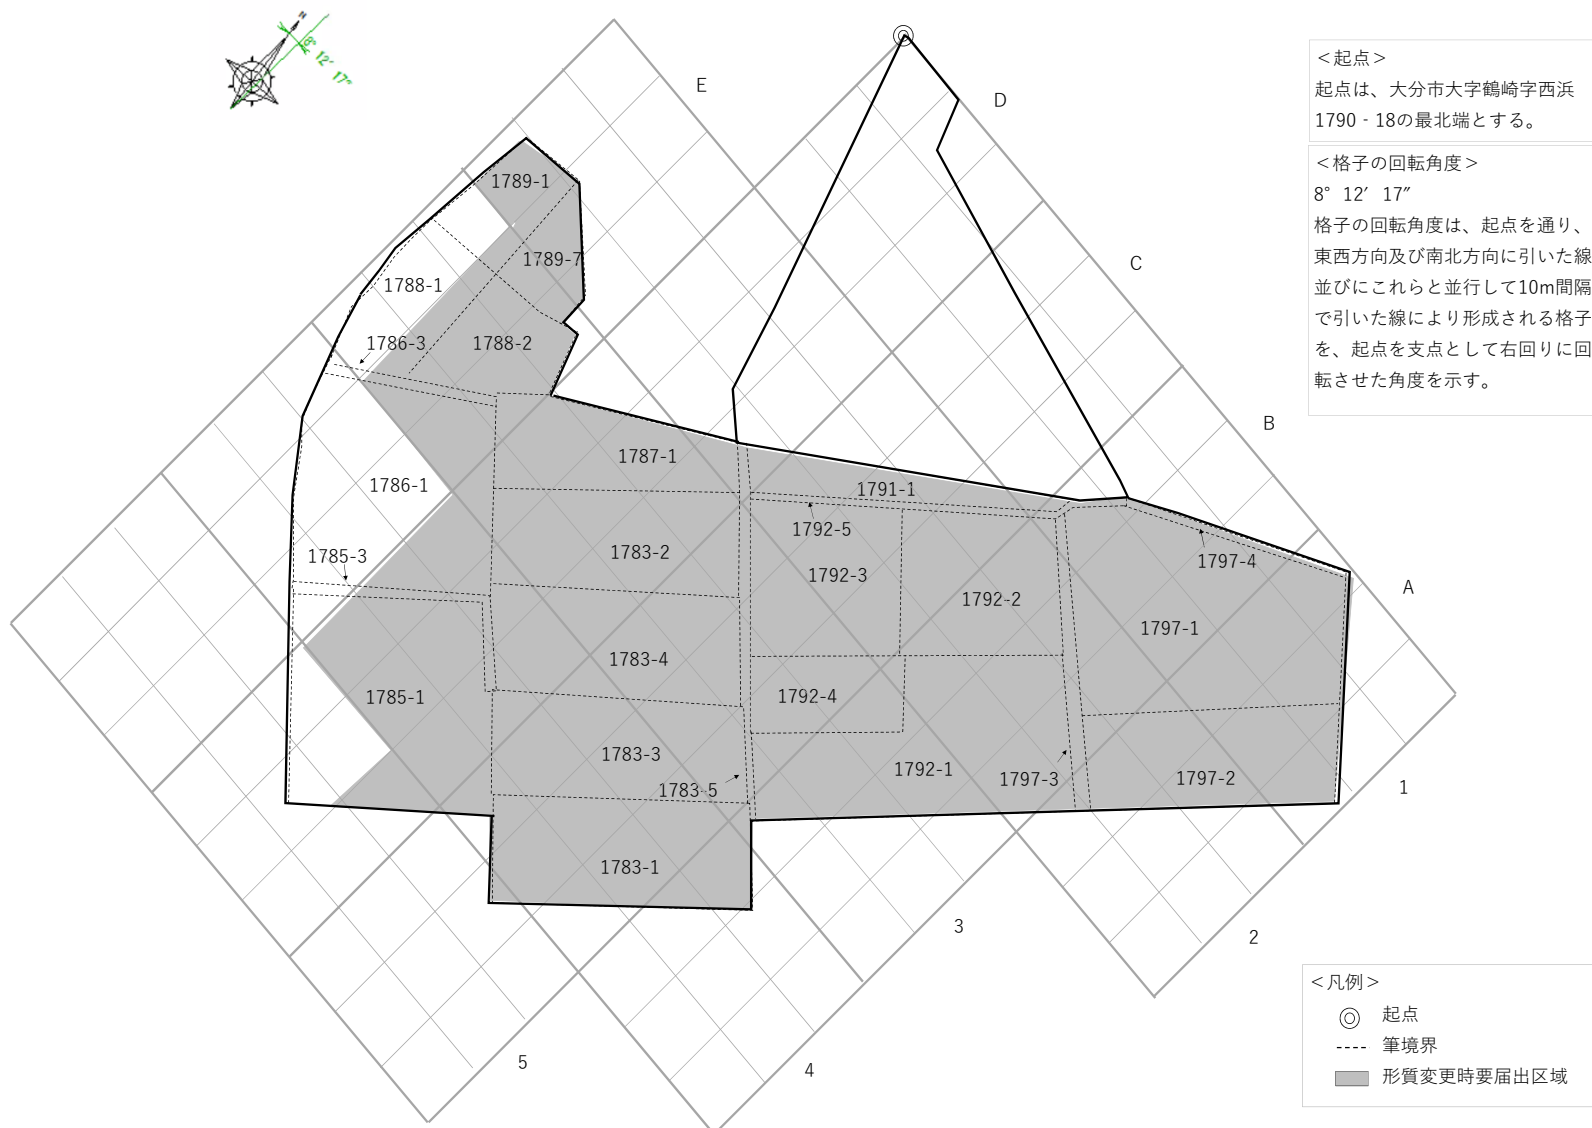 N
8° 12′ 17″
E
D
C
B
A
1
2
3
4
5
1789-1
1789-7
1788-1
1786-3
1788-2
1787-1
1786-1
1791-1
1792-5
1783-2
1785-3
1792-3
1792-2
1797-4
1797-1
1783-4
1785-1
1792-4
1783-3
1783-5
1792-1
1797-3
1797-2
1783-1
＜起点＞
起点は、大分市大字鶴崎字西浜
1790‐18の最北端とする。
＜格子の回転角度＞
8°12′17″
格子の回転角度は、起点を通り、
東西方向及び南北方向に引いた線
並びにこれらと並行して10m間隔
で引いた線により形成される格子
を、起点を支点として右回りに回
転させた角度を示す。
＜凡例＞
起点
筆境界
形質変更時要届出区域